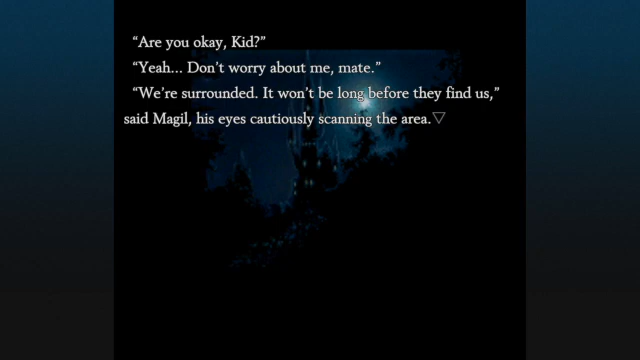 “Are you okay, Kid?”
“Yeah... Don’t worry about me, mate.”
“We’re surrounded. It won’t be long before they find us,”
said Magil, his eyes cautiously scanning the area.▽